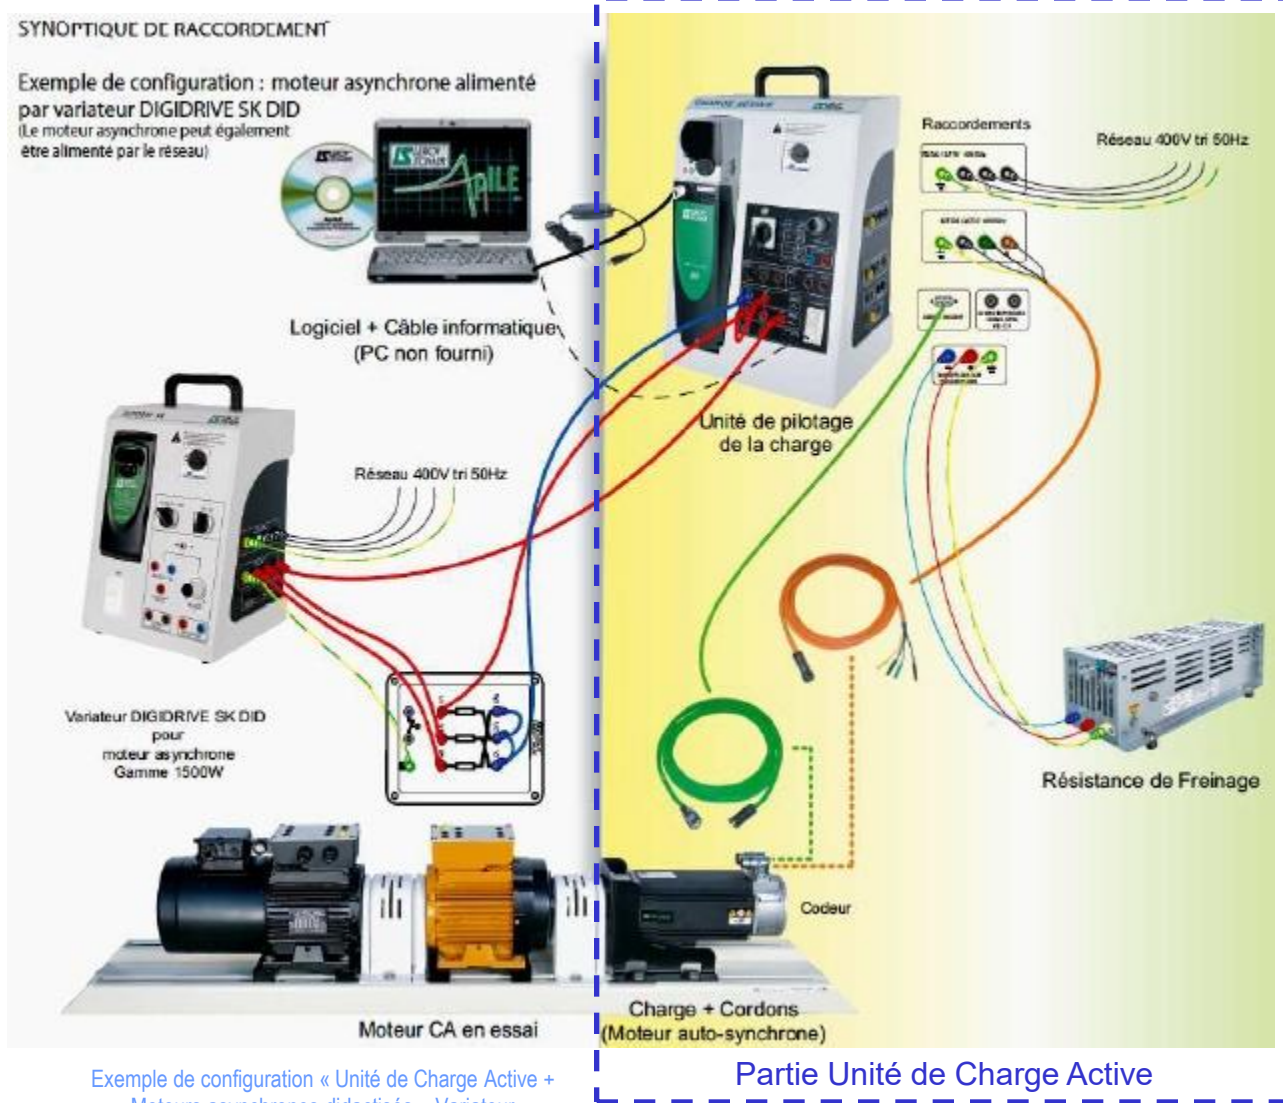 SYNOPTIQUE DE RACCORDEMENT
Exemple de configuration : moteur asynchrone alimenté
par variateur DIGIDRIVE SK DID
(Le moteur asynchrone peut également
être alimenté par le réseau)
LEROY
SOMER
Logiciel + Câble informatique
(PC non fourni)
CHARGE ACTIVE
Raccordements
Réseau 400V tri 50Hz
Unité de pilotage
de la charge
Réseau 400V tri 50Hz
Variateur DIGIDRIVE SK DID
pour
moteur asynchrone
Gamme 1500W
Résistance de Freinage
Codeur
Charge + Cordons
(Moteur auto-synchrone)
Moteur CA en essai
Exemple de configuration « Unité de Charge Active +
Partie Unité de Charge Active